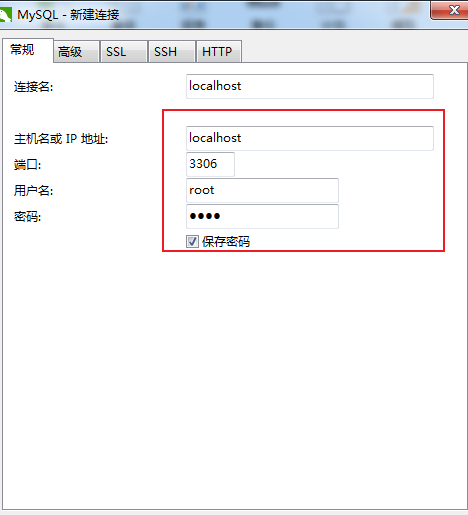 MySQL - 新建连接
常规 高级 SSL SSH HTTP
连接名: localhost
主机名或 IP 地址: localhost
端口: 3306
用户名: root
密码: ●●●●
保存密码